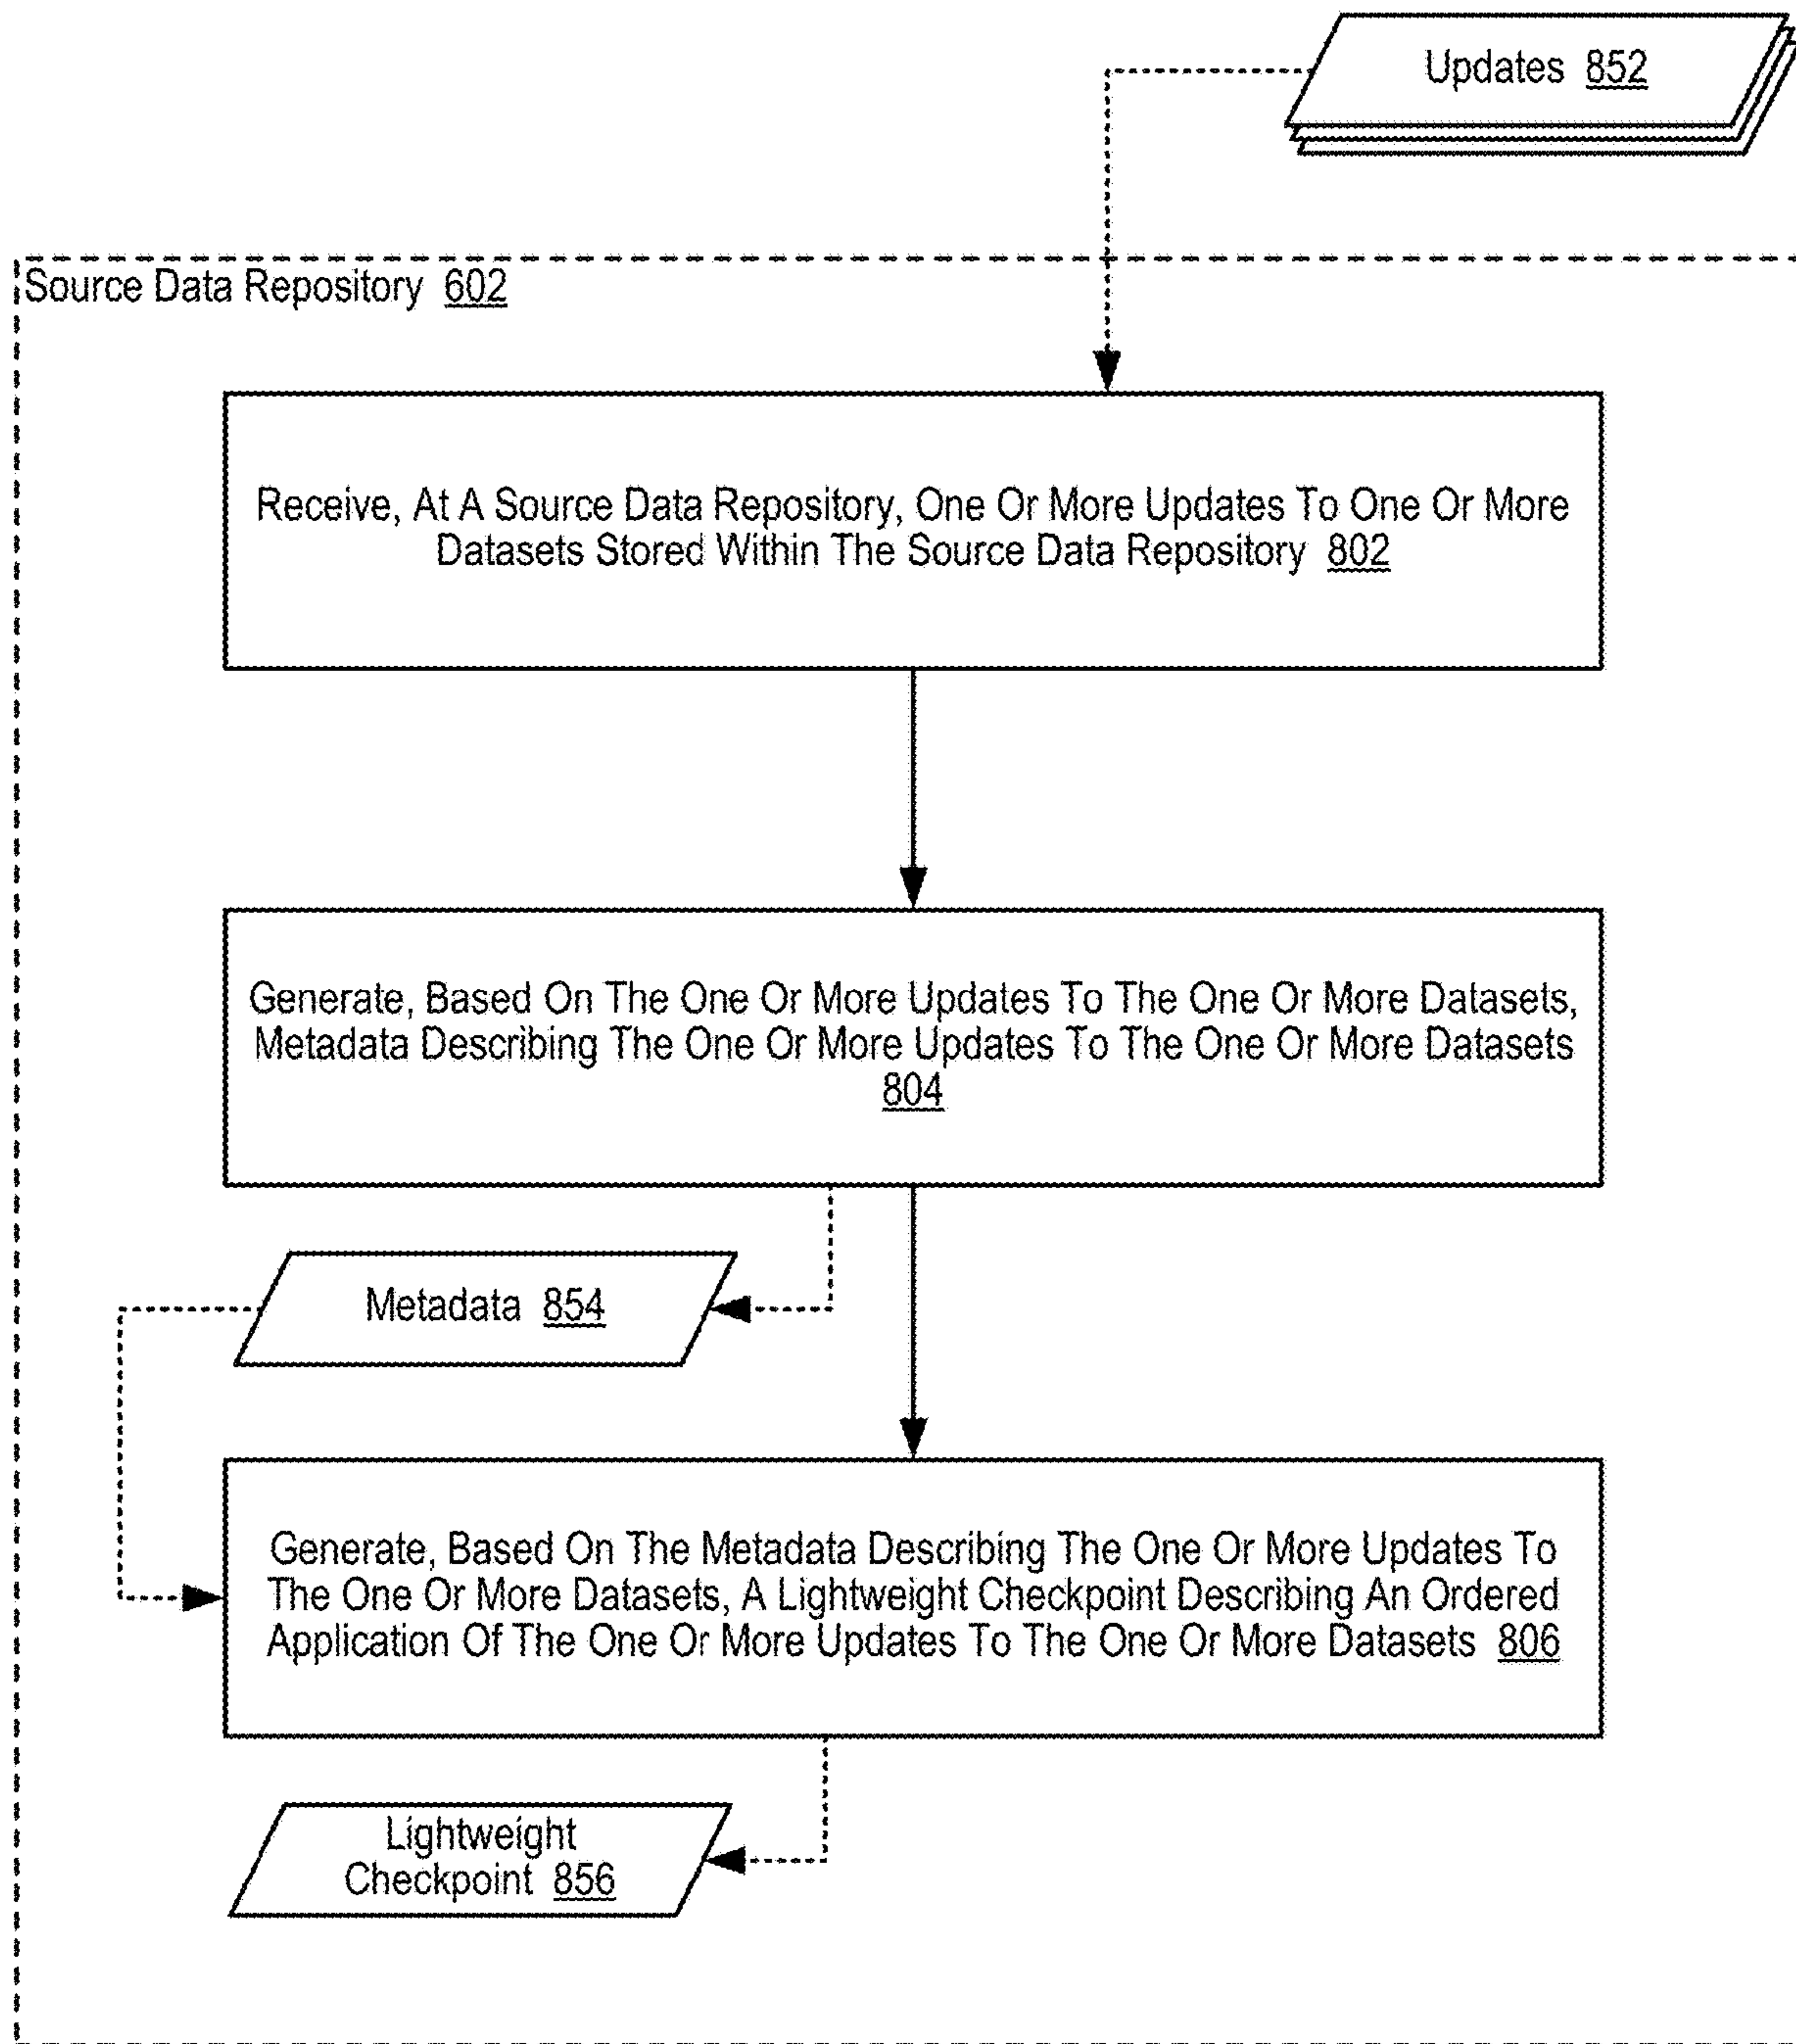 Updates 852
Source Data Repository 602
Receive, At A Source Data Repository, One Or More Updates To One Or More
Datasets Stored Within The Source Data Repository 802
Generate, Based On The One Or More Updates To The One Or More Datasets,
Metadata Describing The One Or More Updates To The One Or More Datasets
804
Metadata 854
Generate, Based On The Metadata Describing The One Or More Updates To
The One Or More Datasets, A Lightweight Checkpoint Describing An Ordered
Application Of The One Or More Updates To The One Or More Datasets 806
Lightweight
Checkpoint 856